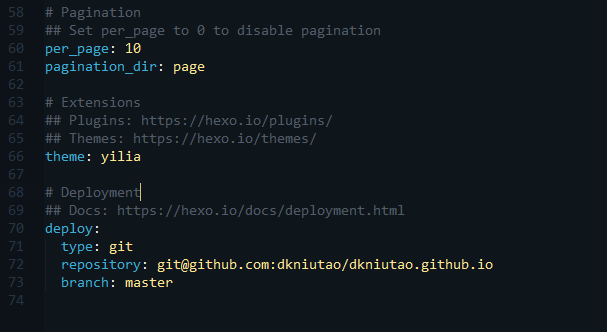 58 # Pagination
59 ## Set per_page to 0 to disable pagination
60 per_page: 10
61 pagination_dir: page
62
63 # Extensions
64 ## Plugins: https://hexo.io/plugins/
65 ## Themes: https://hexo.io/themes/
66 theme: yilia
67
68 # Deployment
69 ## Docs: https://hexo.io/docs/deployment.html
70 deploy:
71   type: git
72   repository: git@github.com:dkniutao/dkniutao.github.io
73   branch: master
74